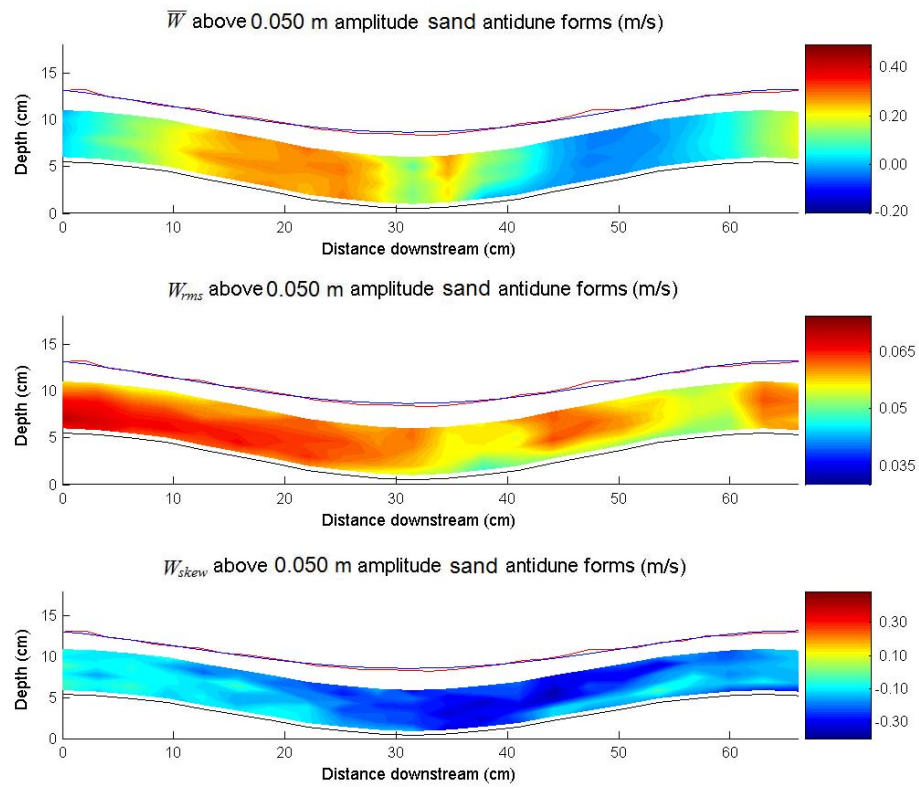 W̅ above 0.050 m amplitude sand antidune forms (m/s)
Depth (cm)
15
10
5
0
0 10 20 30 40 50 60
Distance downstream (cm)
0.40
0.20
0.00
-0.20
W_rms above 0.050 m amplitude sand antidune forms (m/s)
Depth (cm)
15
10
5
0
0 10 20 30 40 50 60
Distance downstream (cm)
0.065
0.05
0.035
W_skew above 0.050 m amplitude sand antidune forms (m/s)
Depth (cm)
15
10
5
0
0 10 20 30 40 50 60
Distance downstream (cm)
0.30
0.10
-0.10
-0.30